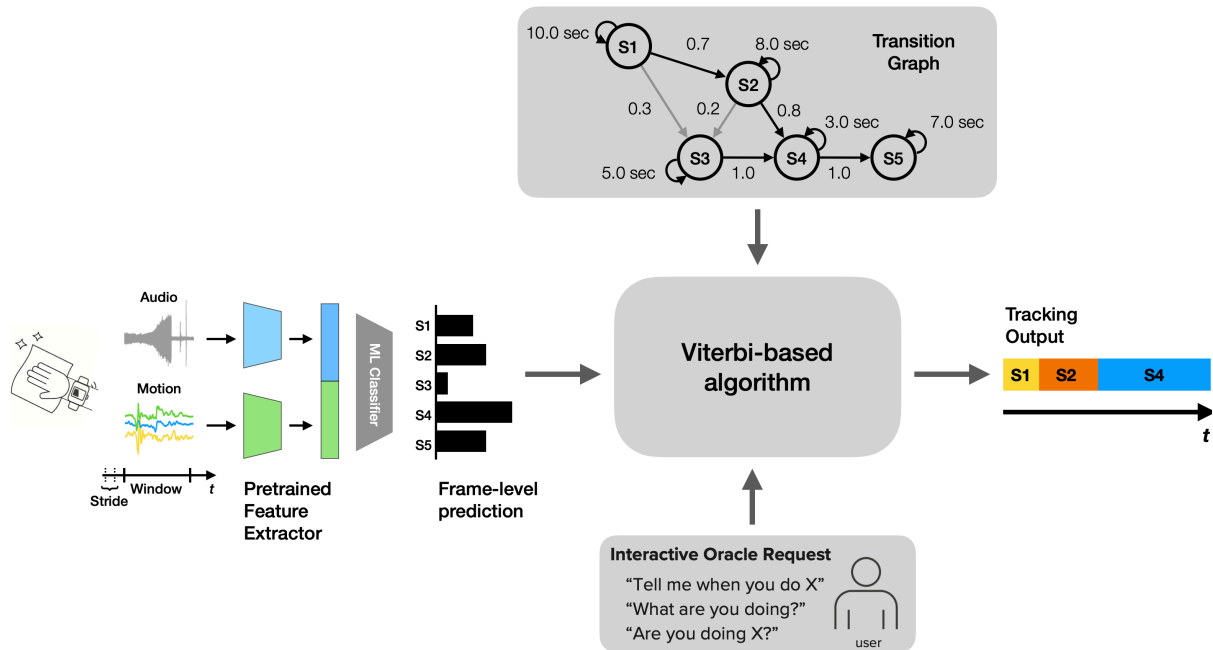 10.0 sec
S1
0.7
8.0 sec
Transition
Graph
S2
0.3
0.2
0.8
3.0 sec
7.0 sec
S3
S4
S5
5.0 sec
1.0
1.0
Audio
Motion
Stride
Window
t
Pretrained
Feature
Extractor
ML Classifier
S1
S2
S3
S4
S5
Frame-level
prediction
Viterbi-based
algorithm
Tracking
Output
S1 S2 S4
t
Interactive Oracle Request
“Tell me when you do X”
“What are you doing?”
“Are you doing X?”
user